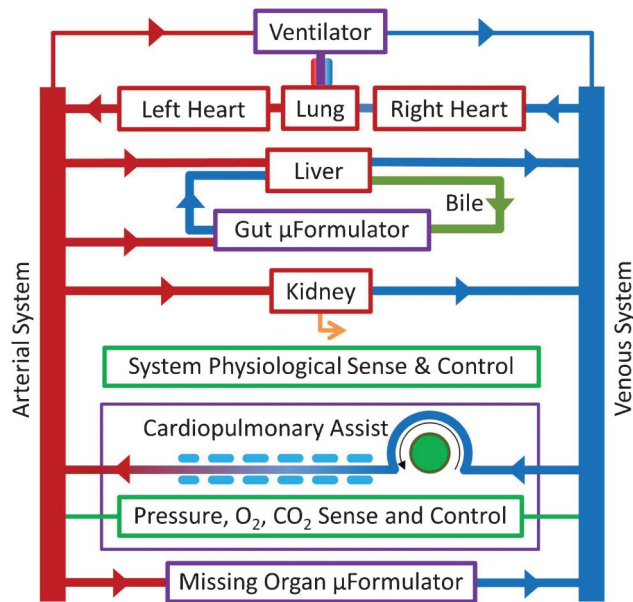 Ventilator
Left Heart
Lung
Right Heart
Liver
Bile
Gut µFormulator
Kidney
Arterial System
Venous System
System Physiological Sense & Control
Cardiopulmonary Assist
Pressure, O₂, CO₂ Sense and Control
Missing Organ µFormulator